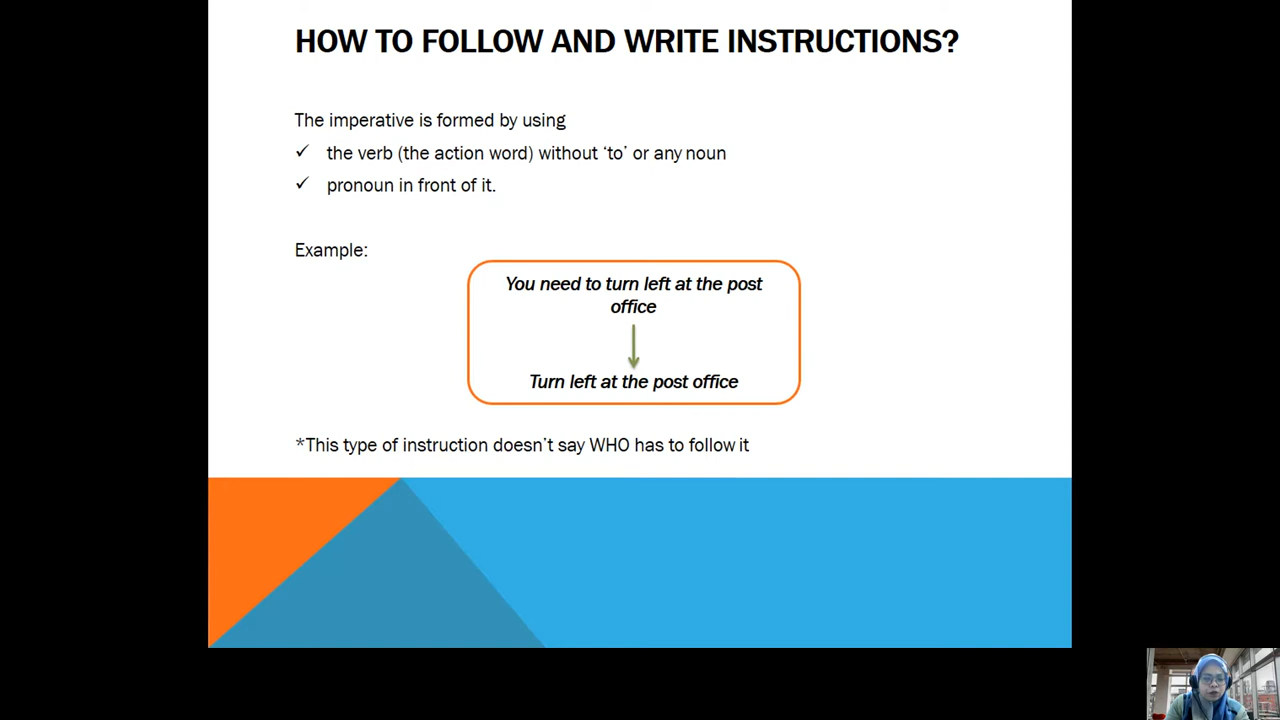 HOW TO FOLLOW AND WRITE INSTRUCTIONS?
The imperative is formed by using
✓ the verb (the action word) without ‘to’ or any noun
✓ pronoun in front of it.
Example:
You need to turn left at the post
office
Turn left at the post office
*This type of instruction doesn’t say WHO has to follow it